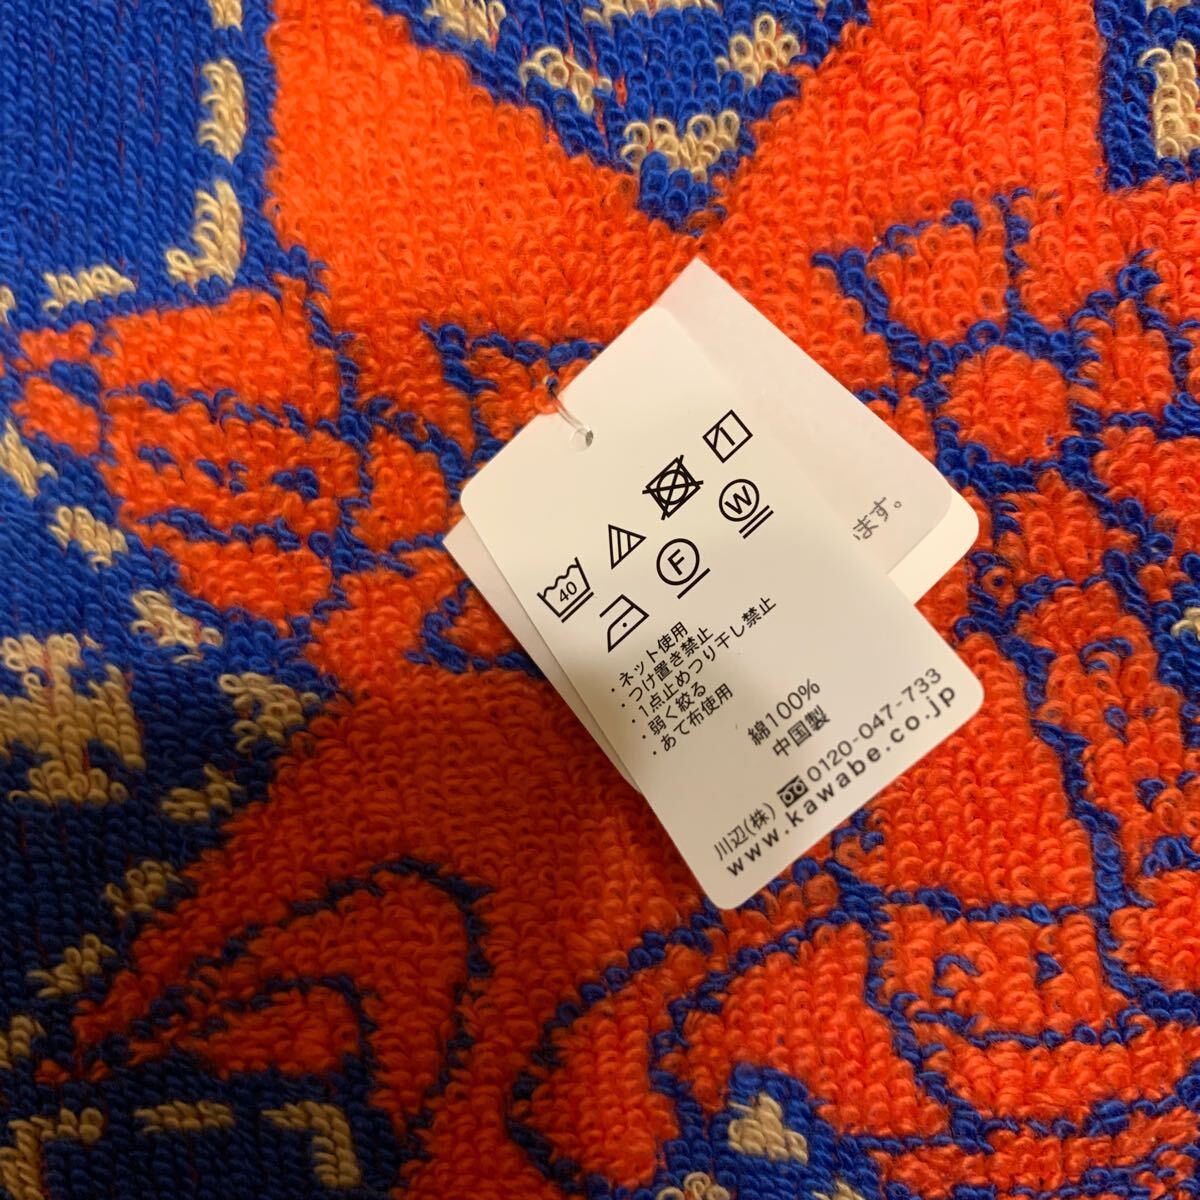 40
F
W
・ネット使用
・つけ置き禁止
・1点止めつり干し禁止
・弱く絞る
・あて布使用
綿100%
中国製
川辺(株) 0120-047-733
www.kawabe.co.jp
ます。